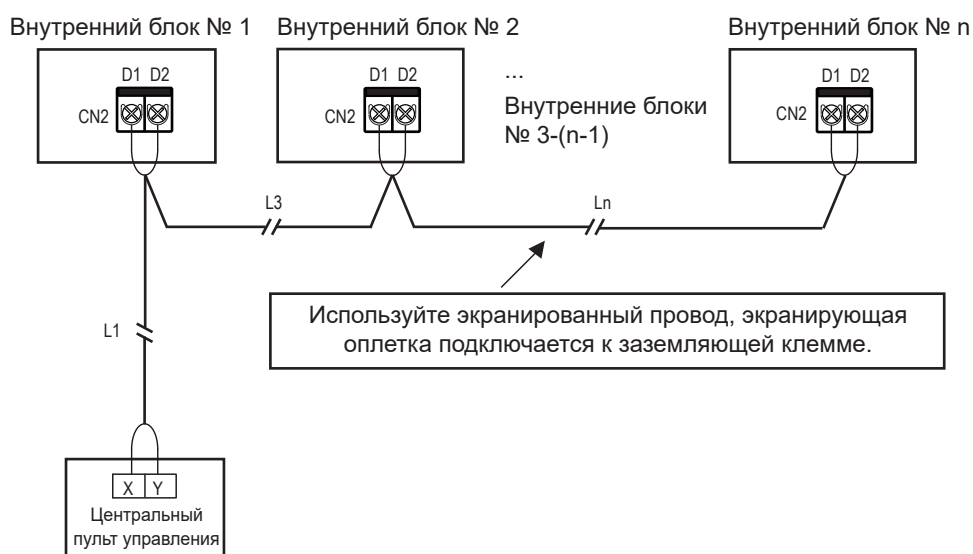 Внутренний блок № 1
Внутренний блок № 2
Внутренний блок № n
D1 D2
CN2
D1 D2
CN2
...
Внутренние блоки
№ 3-(n-1)
D1 D2
CN2
L3
Ln
Используйте экранированный провод, экранирующая
оплетка подключается к заземляющей клемме.
L1
X Y
Центральный
пульт управления